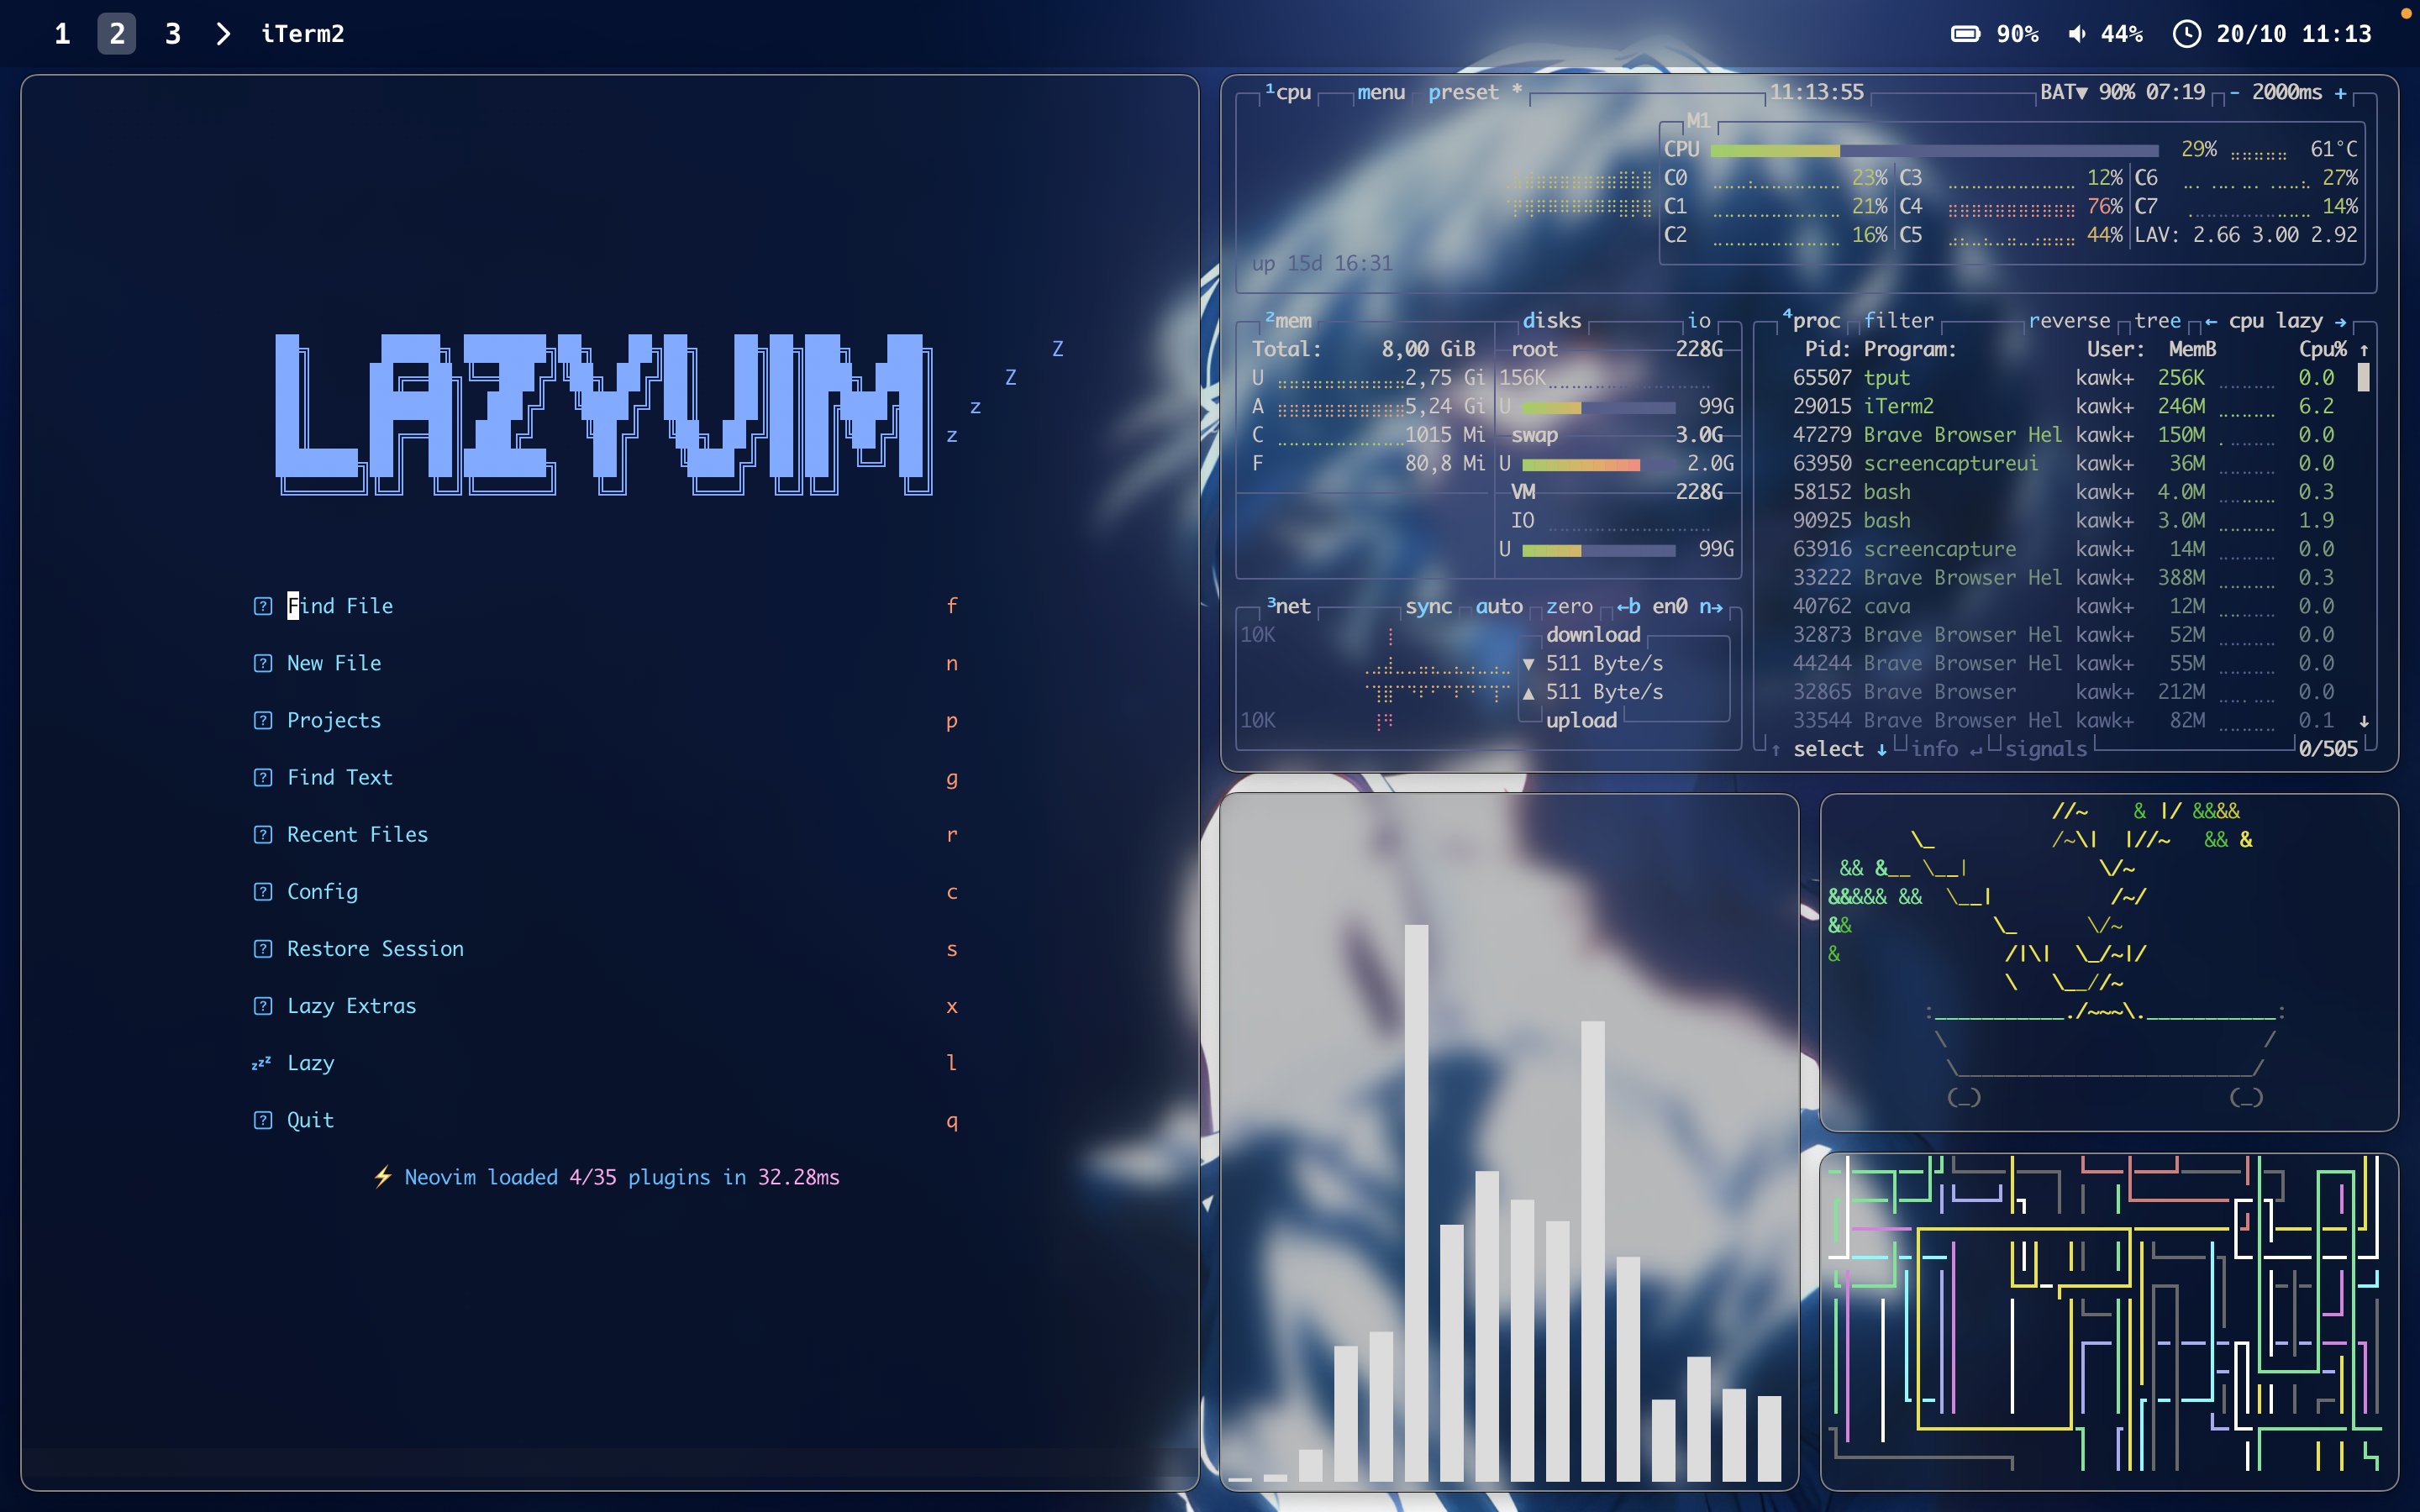 1 2 3 iTerm2
90% 44% 20/10 11:13
LAZYVIM
Z
Z
z
z
Find File f
New File n
Projects p
Find Text g
Recent Files r
Config c
Restore Session s
Lazy Extras x
zzz Lazy l
Quit q
⚡ Neovim loaded 4/35 plugins in 32.28ms
¹cpu menu preset * 11:13:55 BAT▼ 90% 07:19 - 2000ms +
M1
CPU 29% 61°C
C0 23% C3 12% C6 27%
C1 21% C4 76% C7 14%
C2 16% C5 44% LAV: 2.66 3.00 2.92
up 15d 16:31
²mem disks io
Total: 8,00 GiB root 228G
U 2,75 Gi 156K
A 5,24 Gi U 99G
C 1015 Mi swap 3.0G
F 80,8 Mi U 2.0G
VM 228G
IO
U 99G
³net sync auto zero ←b en0 n→
10K download
▼ 511 Byte/s
▲ 511 Byte/s
10K upload
⁴proc filter reverse tree ← cpu lazy →
Pid: Program: User: MemB Cpu% ↑
65507 tput kawk+ 256K 0.0
29015 iTerm2 kawk+ 246M 6.2
47279 Brave Browser Hel kawk+ 150M 0.0
63950 screencaptureui kawk+ 36M 0.0
58152 bash kawk+ 4.0M 0.3
90925 bash kawk+ 3.0M 1.9
63916 screencapture kawk+ 14M 0.0
33222 Brave Browser Hel kawk+ 388M 0.3
40762 cava kawk+ 12M 0.0
32873 Brave Browser Hel kawk+ 52M 0.0
44244 Brave Browser Hel kawk+ 55M 0.0
32865 Brave Browser kawk+ 212M 0.0
33544 Brave Browser Hel kawk+ 82M 0.1 ↓
↑ select ↓ info ↵ signals 0/505